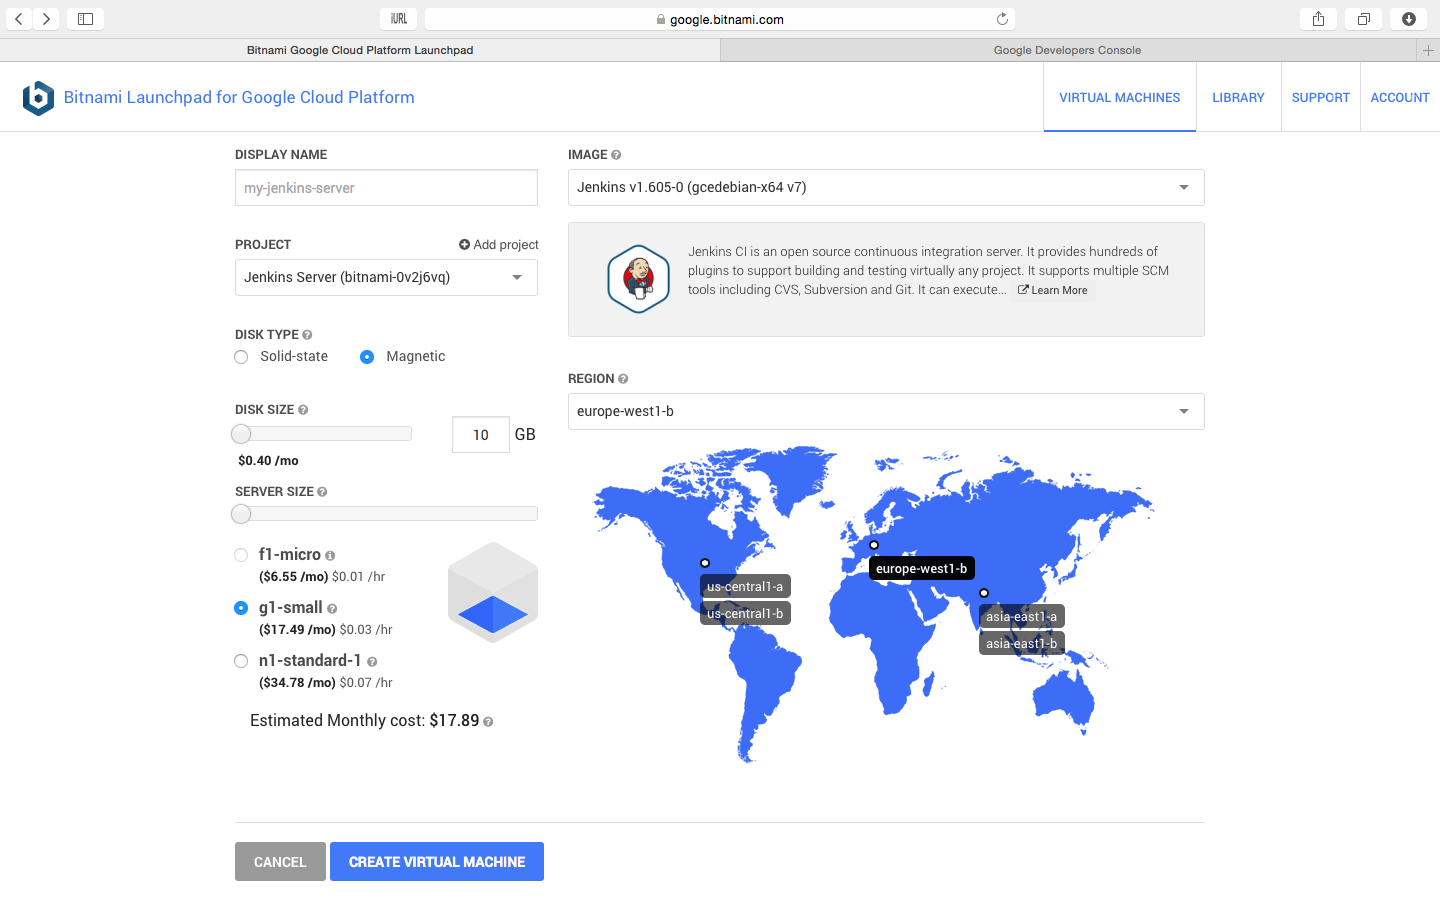 iURL
google.bitnami.com
Bitnami Google Cloud Platform Launchpad
Google Developers Console
Bitnami Launchpad for Google Cloud Platform
VIRTUAL MACHINES
LIBRARY
SUPPORT
ACCOUNT
DISPLAY NAME
my-jenkins-server
PROJECT
Add project
Jenkins Server (bitnami-0v2j6vq)
DISK TYPE
Solid-state
Magnetic
DISK SIZE
10 GB
$0.40 /mo
SERVER SIZE
f1-micro
($6.55 /mo) $0.01 /hr
g1-small
($17.49 /mo) $0.03 /hr
n1-standard-1
($34.78 /mo) $0.07 /hr
Estimated Monthly cost: $17.89
IMAGE
Jenkins v1.605-0 (gcedebian-x64 v7)
Jenkins CI is an open source continuous integration server. It provides hundreds of
plugins to support building and testing virtually any project. It supports multiple SCM
tools including CVS, Subversion and Git. It can execute... Learn More
REGION
europe-west1-b
europe-west1-b
us-central1-a
us-central1-b
asia-east1-a
asia-east1-b
CANCEL
CREATE VIRTUAL MACHINE